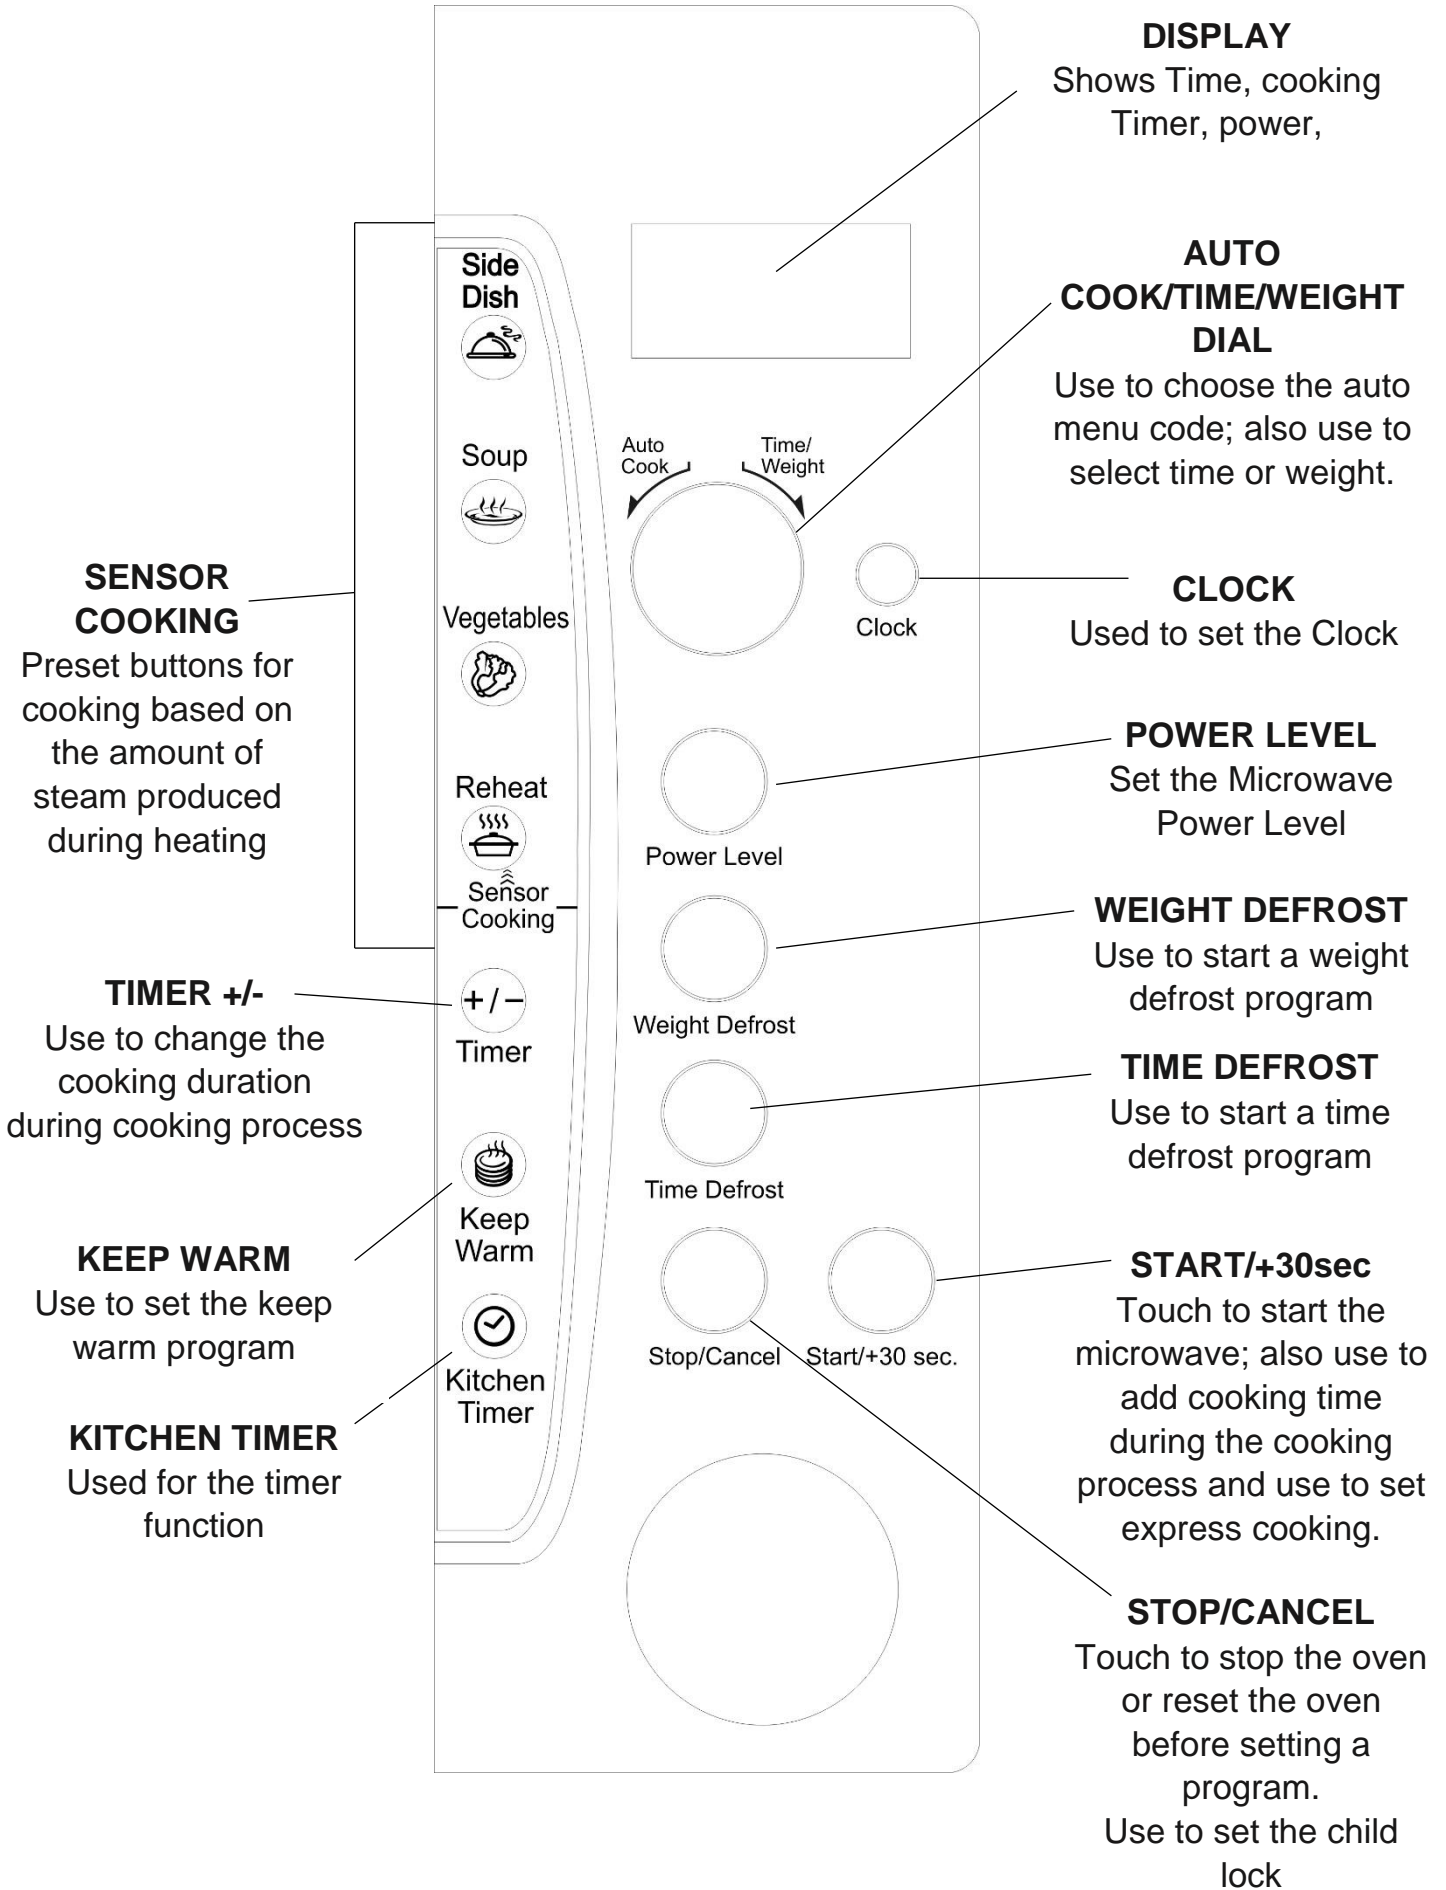 DISPLAY
Shows Time, cooking
Timer, power,
AUTO
COOK/TIME/WEIGHT
DIAL
Use to choose the auto
menu code; also use to
select time or weight.
CLOCK
Used to set the Clock
POWER LEVEL
Set the Microwave
Power Level
WEIGHT DEFROST
Use to start a weight
defrost program
TIME DEFROST
Use to start a time
defrost program
START/+30sec
Touch to start the
microwave; also use to
add cooking time
during the cooking
process and use to set
express cooking.
STOP/CANCEL
Touch to stop the oven
or reset the oven
before setting a
program.
Use to set the child
lock
SENSOR
COOKING
Preset buttons for
cooking based on
the amount of
steam produced
during heating
TIMER +/-
Use to change the
cooking duration
during cooking process
KEEP WARM
Use to set the keep
warm program
KITCHEN TIMER
Used for the timer
function
Side
Dish
Soup
Vegetables
Reheat
Sensor
Cooking
+/−
Timer
Keep
Warm
Kitchen
Timer
Auto
Cook
Time/
Weight
Clock
Power Level
Weight Defrost
Time Defrost
Stop/Cancel
Start/+30 sec.